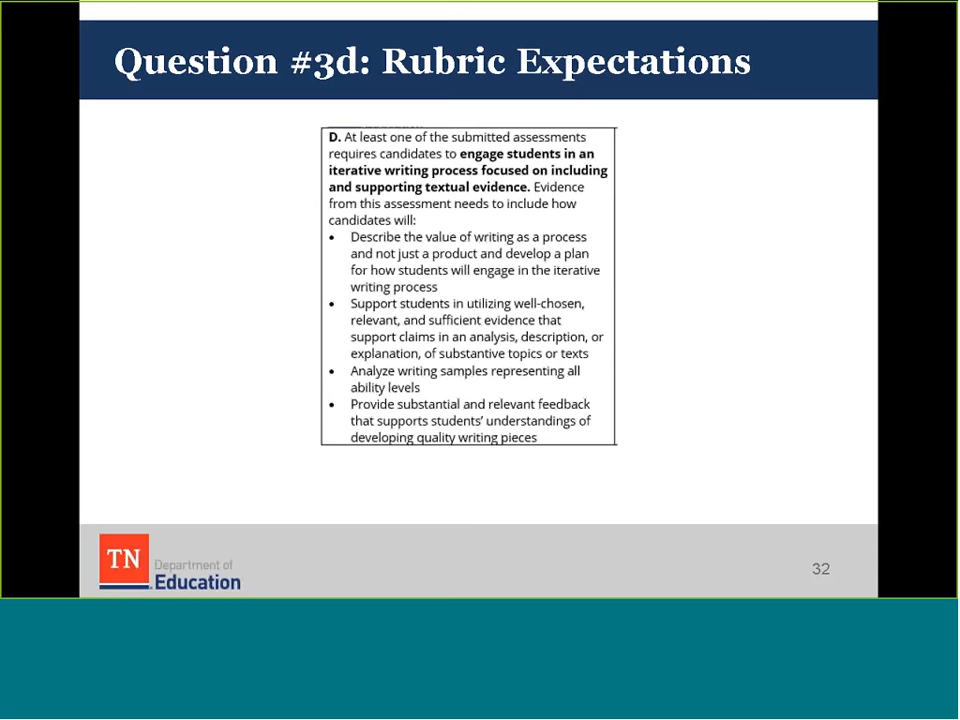 Question #3d: Rubric Expectations
D. At least one of the submitted assessments
requires candidates to engage students in an
iterative writing process focused on including
and supporting textual evidence. Evidence
from this assessment needs to include how
candidates will:
• Describe the value of writing as a process
and not just a product and develop a plan
for how students will engage in the iterative
writing process
• Support students in utilizing well-chosen,
relevant, and sufficient evidence that
support claims in an analysis, description, or
explanation, of substantive topics or texts
• Analyze writing samples representing all
ability levels
• Provide substantial and relevant feedback
that supports students' understandings of
developing quality writing pieces
TN
Department of
Education
32